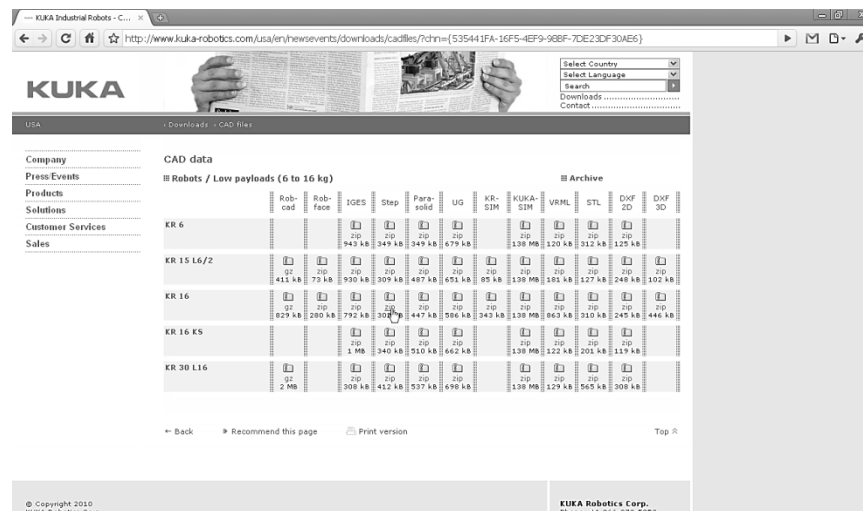 --- KUKA Industrial Robots - C...
http://www.kuka-robotics.com/usa/en/newsevents/downloads/cadfiles/?chn={535441FA-16F5-4EF9-9BBF-7DE23DF30AE6}
KUKA
Select Country
Select Language
Search
Downloads
Contact
USA
› Downloads › CAD files
Company
Press/Events
Products
Solutions
Customer Services
Sales
CAD data
Robots / Low payloads (6 to 16 kg)
Archive
Rob-cad Rob-face IGES Step Para-solid UG KR-SIM KUKA-SIM VRML STL DXF 2D DXF 3D
KR 6
zip zip zip zip zip zip zip zip
943 kB 349 kB 349 kB 679 kB 138 MB 120 kB 312 kB 125 kB
KR 15 L6/2
gz zip zip zip zip zip zip zip zip zip zip zip
411 kB 73 kB 930 kB 309 kB 487 kB 651 kB 85 kB 138 MB 181 kB 127 kB 248 kB 102 kB
KR 16
gz zip zip zip zip zip zip zip zip zip zip zip
829 kB 280 kB 792 kB kB 447 kB 586 kB 343 kB 138 MB 863 kB 310 kB 245 kB 446 kB
KR 16 KS
zip zip zip zip zip zip zip zip
1 MB 340 kB 510 kB 662 kB 138 MB 122 kB 201 kB 119 kB
KR 30 L16
gz zip zip zip zip zip zip zip zip
2 MB 308 kB 412 kB 537 kB 698 kB 138 MB 129 kB 565 kB 308 kB
Back
Recommend this page
Print version
Top
© Copyright 2010
KUKA Robotics Corp.